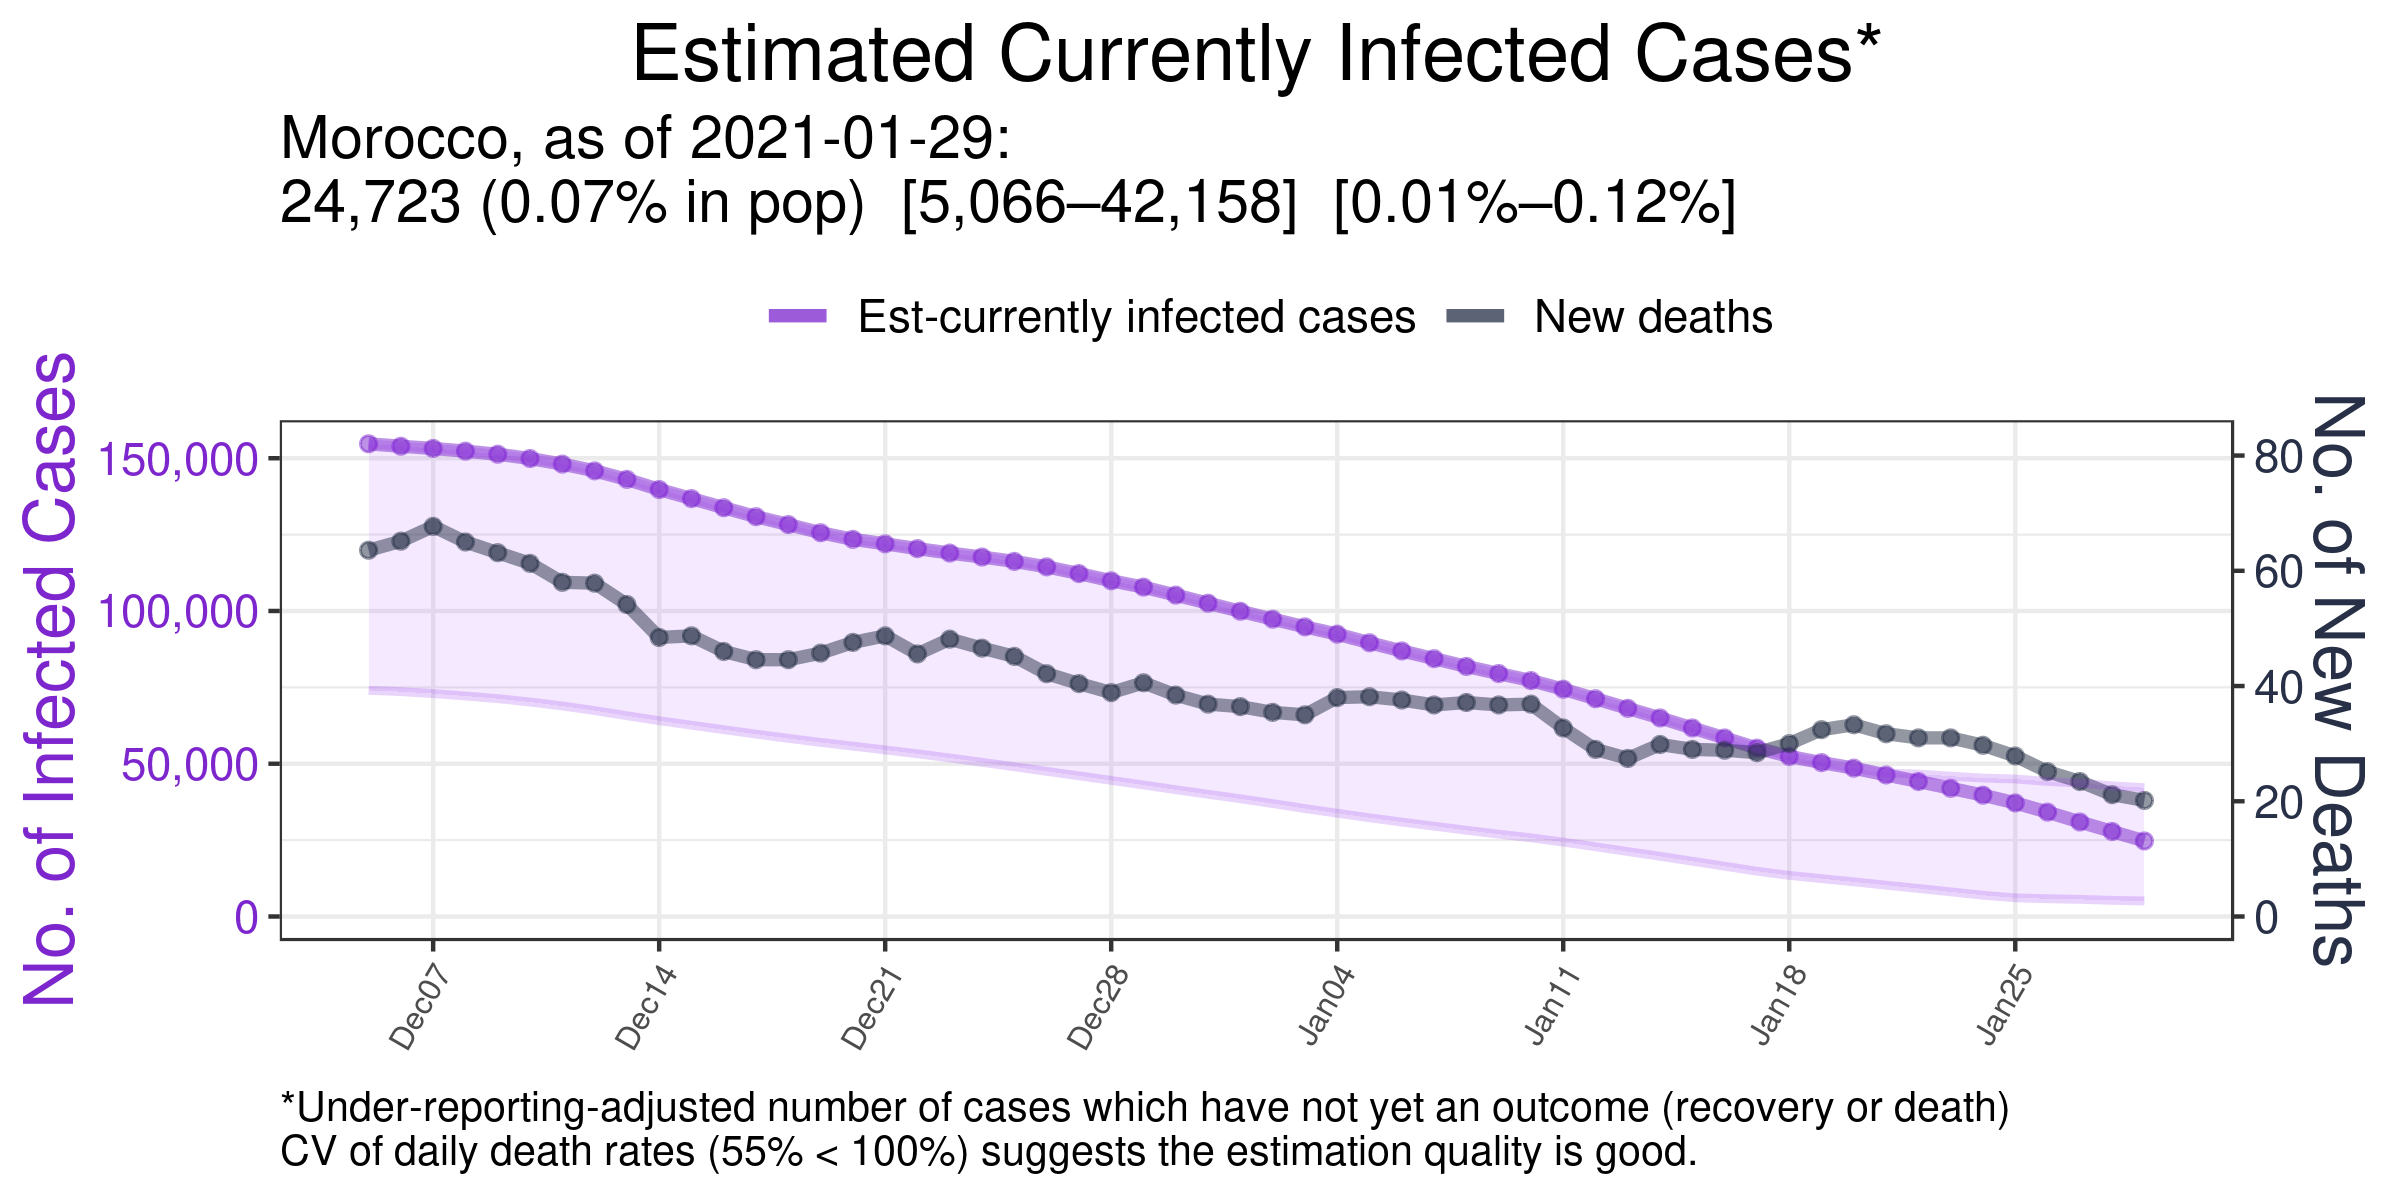 Estimated Currently Infected Cases*
Morocco, as of 2021-01-29:
24,723 (0.07% in pop)  [5,066–42,158]  [0.01%–0.12%]
Est-currently infected cases
New deaths
No. of Infected Cases
150,000
100,000
50,000
0
80
60
40
20
0
No. of New Deaths
Dec07
Dec14
Dec21
Dec28
Jan04
Jan11
Jan18
Jan25
*Under-reporting-adjusted number of cases which have not yet an outcome (recovery or death)
CV of daily death rates (55% < 100%) suggests the estimation quality is good.